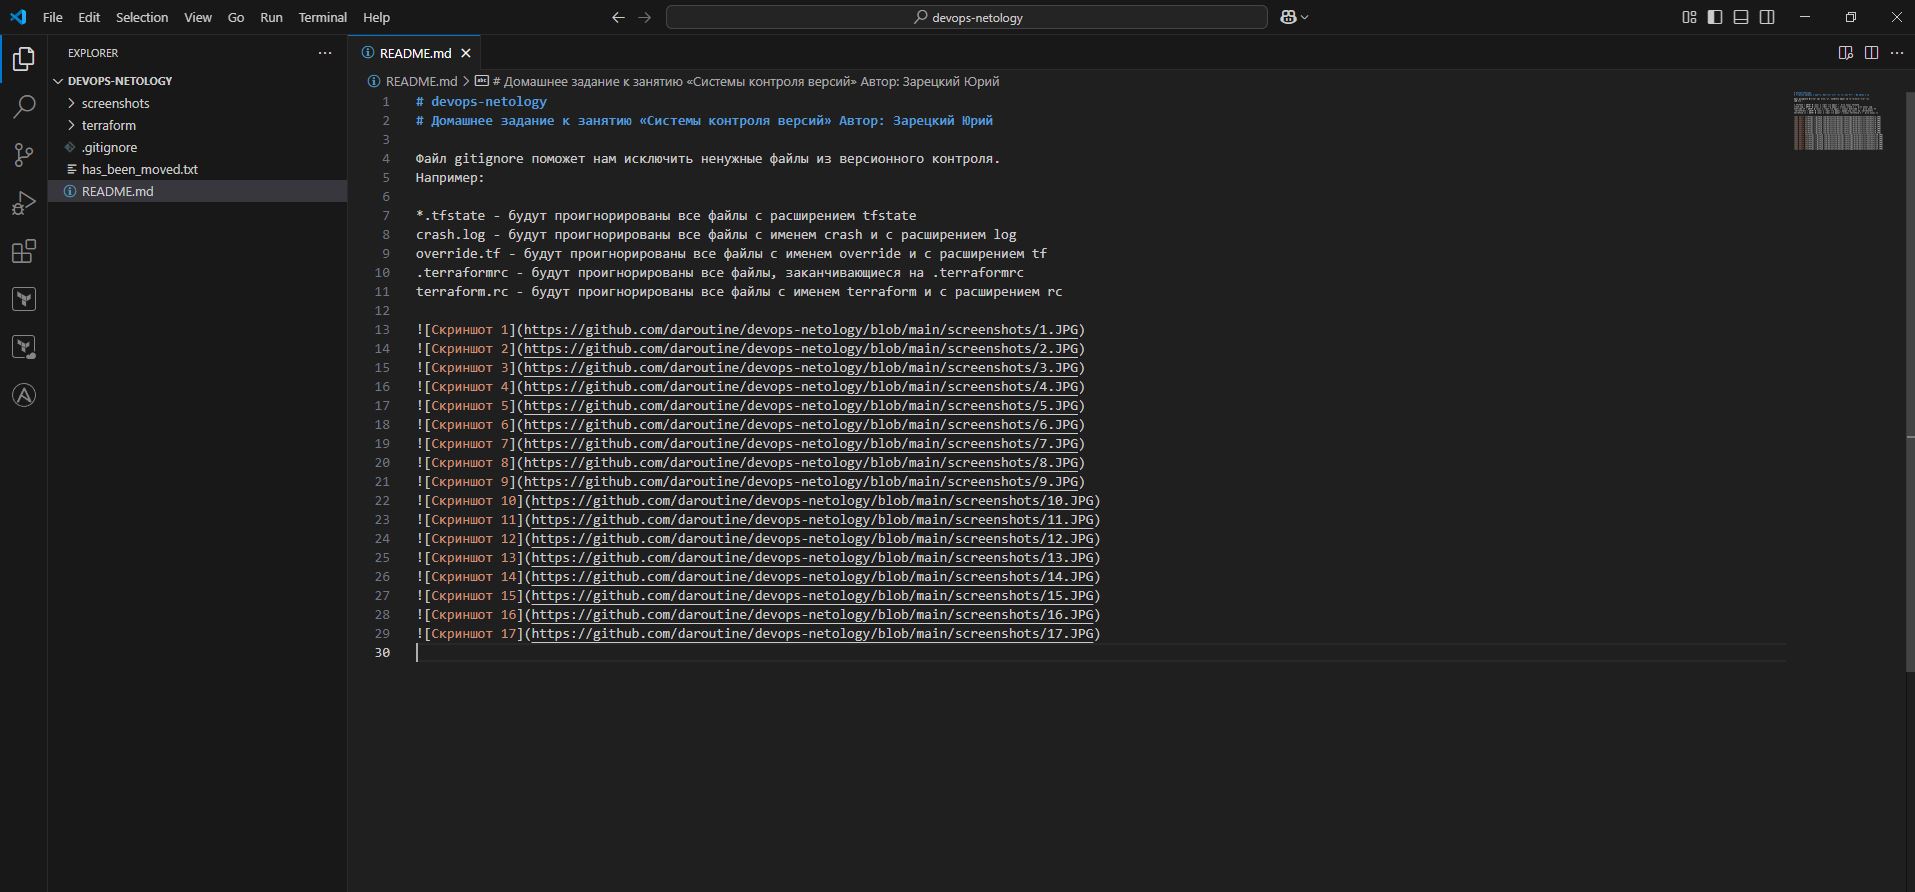 File Edit Selection View Go Run Terminal Help
devops-netology
EXPLORER
DEVOPS-NETOLOGY
screenshots
terraform
.gitignore
has_been_moved.txt
README.md
README.md
README.md > # Домашнее задание к занятию «Системы контроля версий» Автор: Зарецкий Юрий
1 # devops-netology
2 # Домашнее задание к занятию «Системы контроля версий» Автор: Зарецкий Юрий
3
4 Файл gitignore поможет нам исключить ненужные файлы из версионного контроля.
5 Например:
6
7 *.tfstate - будут проигнорированы все файлы с расширением tfstate
8 crash.log - будут проигнорированы все файлы с именем crash и с расширением log
9 override.tf - будут проигнорированы все файлы с именем override и с расширением tf
10 .terraformrc - будут проигнорированы все файлы, заканчивающиеся на .terraformrc
11 terraform.rc - будут проигнорированы все файлы с именем terraform и с расширением rc
12
13 ![Скриншот 1](https://github.com/daroutine/devops-netology/blob/main/screenshots/1.JPG)
14 ![Скриншот 2](https://github.com/daroutine/devops-netology/blob/main/screenshots/2.JPG)
15 ![Скриншот 3](https://github.com/daroutine/devops-netology/blob/main/screenshots/3.JPG)
16 ![Скриншот 4](https://github.com/daroutine/devops-netology/blob/main/screenshots/4.JPG)
17 ![Скриншот 5](https://github.com/daroutine/devops-netology/blob/main/screenshots/5.JPG)
18 ![Скриншот 6](https://github.com/daroutine/devops-netology/blob/main/screenshots/6.JPG)
19 ![Скриншот 7](https://github.com/daroutine/devops-netology/blob/main/screenshots/7.JPG)
20 ![Скриншот 8](https://github.com/daroutine/devops-netology/blob/main/screenshots/8.JPG)
21 ![Скриншот 9](https://github.com/daroutine/devops-netology/blob/main/screenshots/9.JPG)
22 ![Скриншот 10](https://github.com/daroutine/devops-netology/blob/main/screenshots/10.JPG)
23 ![Скриншот 11](https://github.com/daroutine/devops-netology/blob/main/screenshots/11.JPG)
24 ![Скриншот 12](https://github.com/daroutine/devops-netology/blob/main/screenshots/12.JPG)
25 ![Скриншот 13](https://github.com/daroutine/devops-netology/blob/main/screenshots/13.JPG)
26 ![Скриншот 14](https://github.com/daroutine/devops-netology/blob/main/screenshots/14.JPG)
27 ![Скриншот 15](https://github.com/daroutine/devops-netology/blob/main/screenshots/15.JPG)
28 ![Скриншот 16](https://github.com/daroutine/devops-netology/blob/main/screenshots/16.JPG)
29 ![Скриншот 17](https://github.com/daroutine/devops-netology/blob/main/screenshots/17.JPG)
30